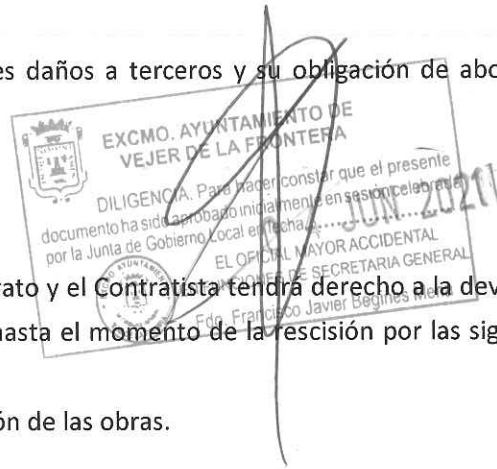 es daños a terceros y su obligación de abo
EXCMO. AYUNTAMIENTO DE
VEJER DE LA FRONTERA
DILIGENCIA. Para hacer constar que el presente
documento ha sido aprobado inicialmente en sesión celebrada
por la Junta de Gobierno Local en fecha, JUN. 2021
EL OFICIAL MAYOR ACCIDENTAL
DE SECRETARIA GENERAL
rato y el Contratista tendrá derecho a la dev
Fdo. Francisco Javier Begines
hasta el momento de la rescisión por las sig
ón de las obras.